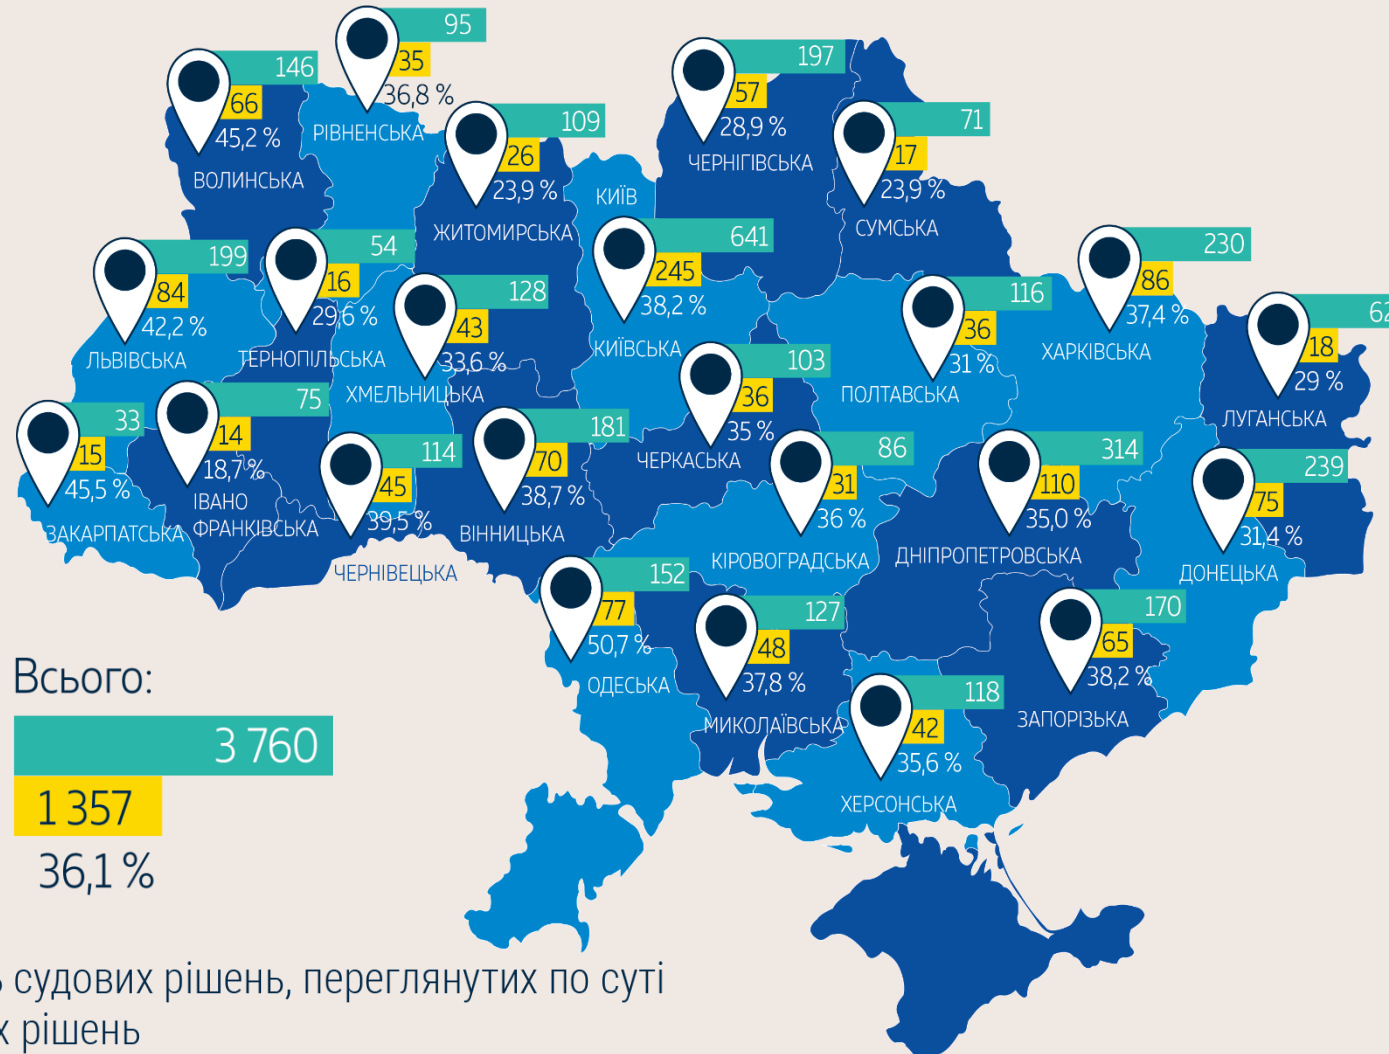 95
35
36,8 %
РІВНЕНСЬКА
146
66
45,2 %
ВОЛИНСЬКА
109
26
23,9 %
ЖИТОМИРСЬКА
197
57
28,9 %
ЧЕРНІГІВСЬКА
71
17
23,9 %
СУМСЬКА
КИЇВ
641
245
38,2 %
КИЇВСЬКА
199
84
42,2 %
ЛЬВІВСЬКА
54
16
29,6 %
ТЕРНОПІЛЬСЬКА
128
43
33,6 %
ХМЕЛЬНИЦЬКА
116
36
31 %
ПОЛТАВСЬКА
230
86
37,4 %
ХАРКІВСЬКА
62
18
29 %
ЛУГАНСЬКА
103
36
35 %
ЧЕРКАСЬКА
33
15
45,5 %
ЗАКАРПАТСЬКА
75
14
18,7 %
ІВАНО
ФРАНКІВСЬКА
114
45
39,5 %
ЧЕРНІВЕЦЬКА
181
70
38,7 %
ВІННИЦЬКА
86
31
36 %
КІРОВОГРАДСЬКА
314
110
35,0 %
ДНІПРОПЕТРОВСЬКА
239
75
31,4 %
ДОНЕЦЬКА
152
77
50,7 %
ОДЕСЬКА
127
48
37,8 %
МИКОЛАЇВСЬКА
118
42
35,6 %
ХЕРСОНСЬКА
170
65
38,2 %
ЗАПОРІЗЬКА
Всього:
3 760
1 357
36,1 %
судових рішень, переглянутих по суті
рішень